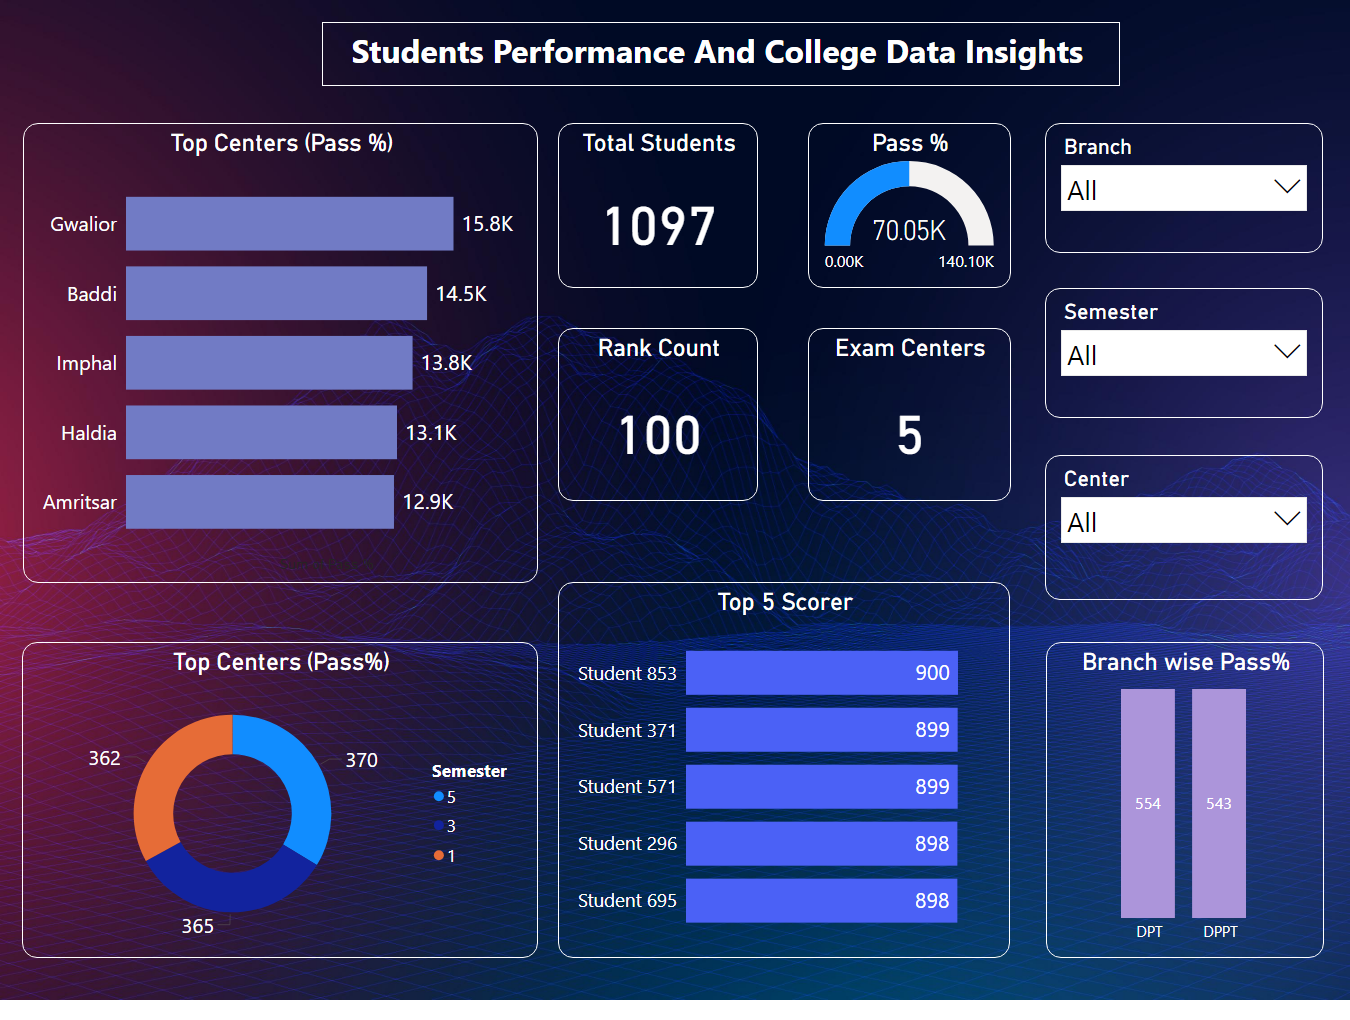 Students Performance And College Data Insights
Top Centers (Pass %)
Gwalior 15.8K
Baddi 14.5K
Imphal 13.8K
Haldia 13.1K
Amritsar 12.9K
Total Students
1097
Pass %
70.05K
0.00K 140.10K
Rank Count
100
Exam Centers
5
Branch
All
Semester
All
Center
All
Top Centers (Pass%)
362
370
365
Semester
5
3
1
Top 5 Scorer
Student 853 900
Student 371 899
Student 571 899
Student 296 898
Student 695 898
Branch wise Pass%
554 543
DPT DPPT